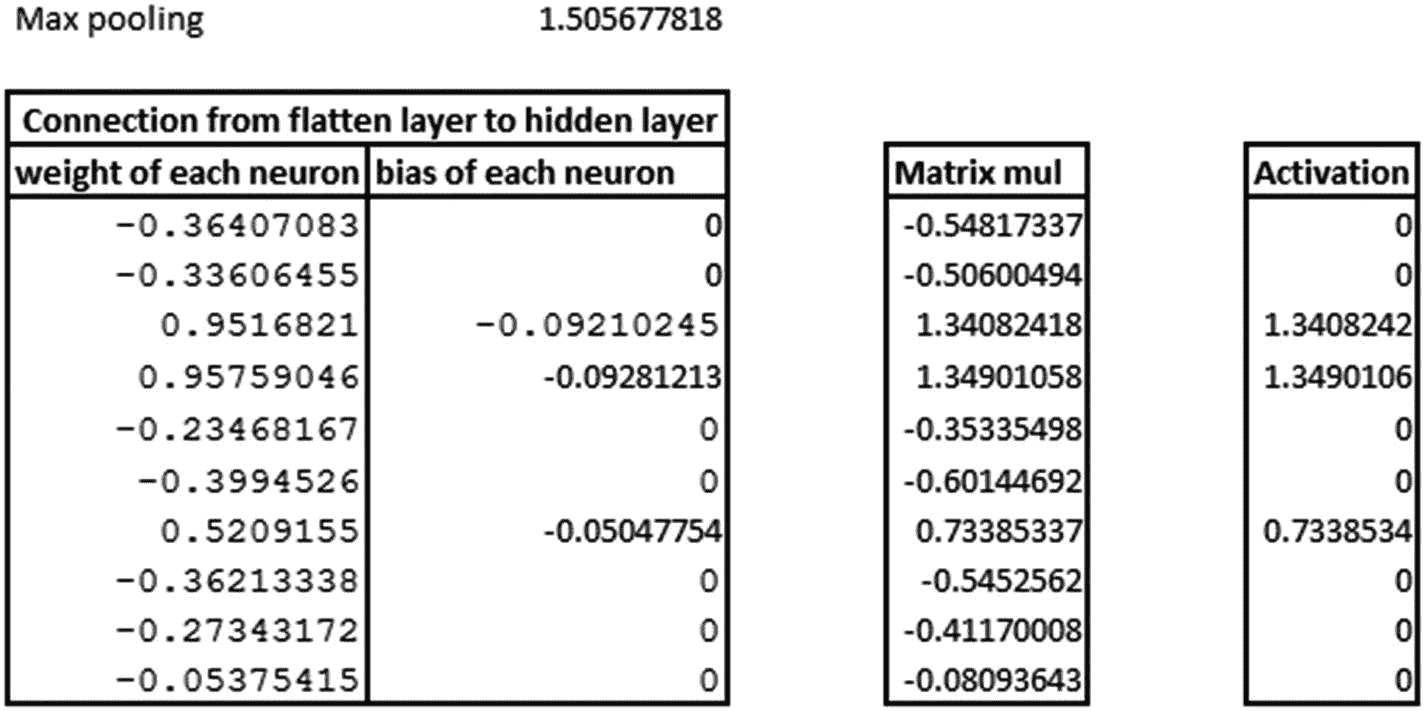 Max pooling 1.505677818
Connection from flatten layer to hidden layer
weight of each neuron bias of each neuron Matrix mul Activation
-0.36407083 0 -0.54817337 0
-0.33606455 0 -0.50600494 0
0.9516821 -0.09210245 1.34082418 1.3408242
0.95759046 -0.09281213 1.34901058 1.3490106
-0.23468167 0 -0.35335498 0
-0.3994526 0 -0.60144692 0
0.5209155 -0.05047754 0.73385337 0.7338534
-0.36213338 0 -0.5452562 0
-0.27343172 0 -0.41170008 0
-0.05375415 0 -0.08093643 0